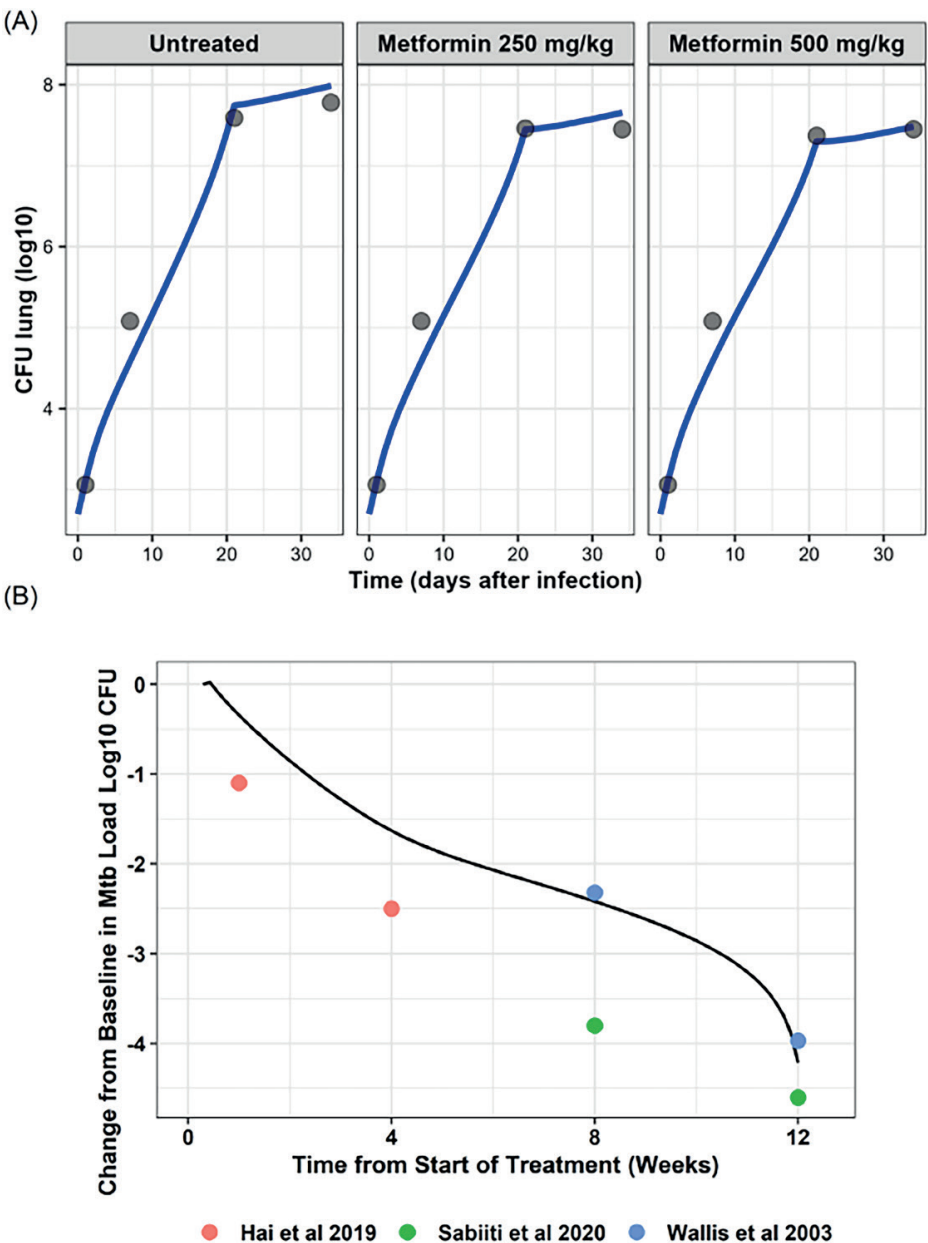 (A)
Untreated
Metformin 250 mg/kg
Metformin 500 mg/kg
CFU lung (log10)
8
6
4
0 10 20 30
0 10 20 30
0 10 20 30
Time (days after infection)
(B)
Change from Baseline in Mtb Load Log10 CFU
0
-1
-2
-3
-4
0 4 8 12
Time from Start of Treatment (Weeks)
Hai et al 2019 Sabiiti et al 2020 Wallis et al 2003